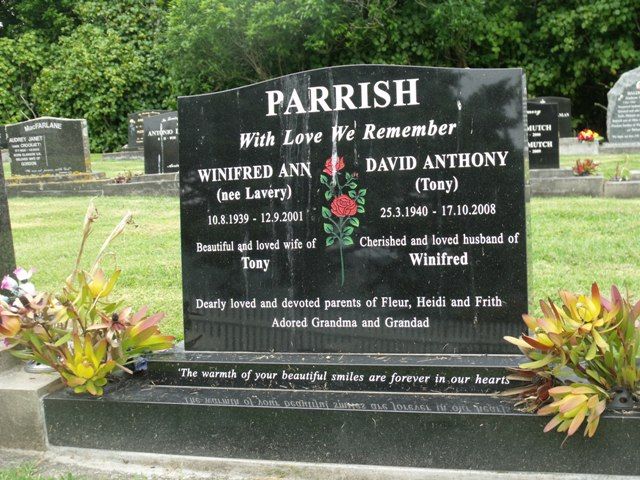 PARRISH
With Love We Remember
WINIFRED ANN
(nee Lavery)
10.8.1939 - 12.9.2001
Beautiful and loved wife of
Tony
DAVID ANTHONY
(Tony)
25.3.1940 - 17.10.2008
Cherished and loved husband of
Winifred
Dearly loved and devoted parents of Fleur, Heidi and Frith
Adored Grandma and Grandad
'The warmth of your beautiful smiles are forever in our hearts
MacFARLANE
AUDREY JANET
ANTONIO
MUTCH
MUTCH